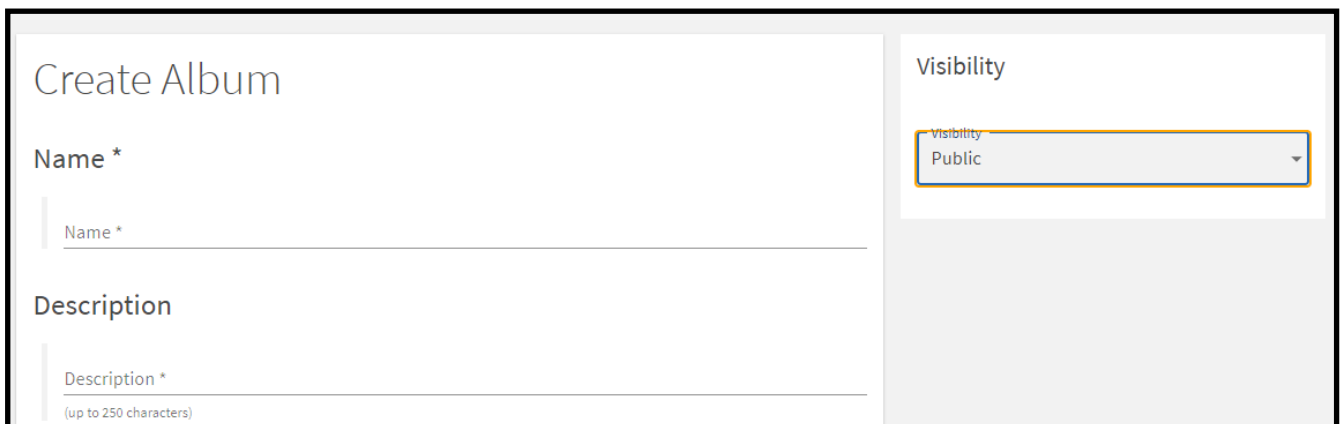 Create Album
Name *
Name *
Description
Description *
(up to 250 characters)
Visibility
Visibility
Public